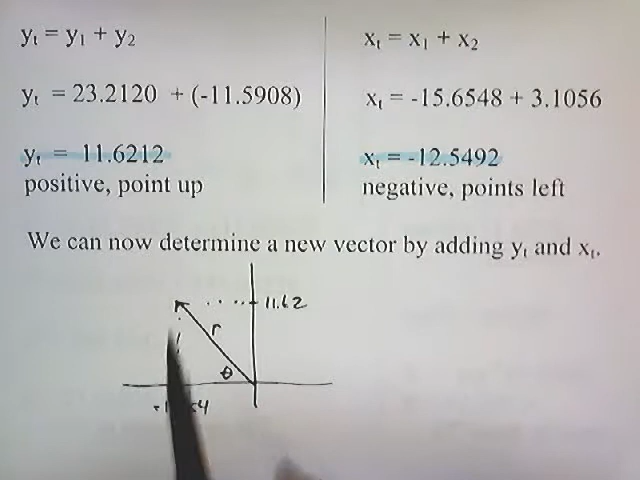 yₜ = y₁ + y₂
yₜ = 23.2120 + (-11.5908)
yₜ = 11.6212
positive, point up
xₜ = x₁ + x₂
xₜ = -15.6548 + 3.1056
xₜ = -12.5492
negative, points left
We can now determine a new vector by adding yₜ and xₜ.
11.62
r
θ